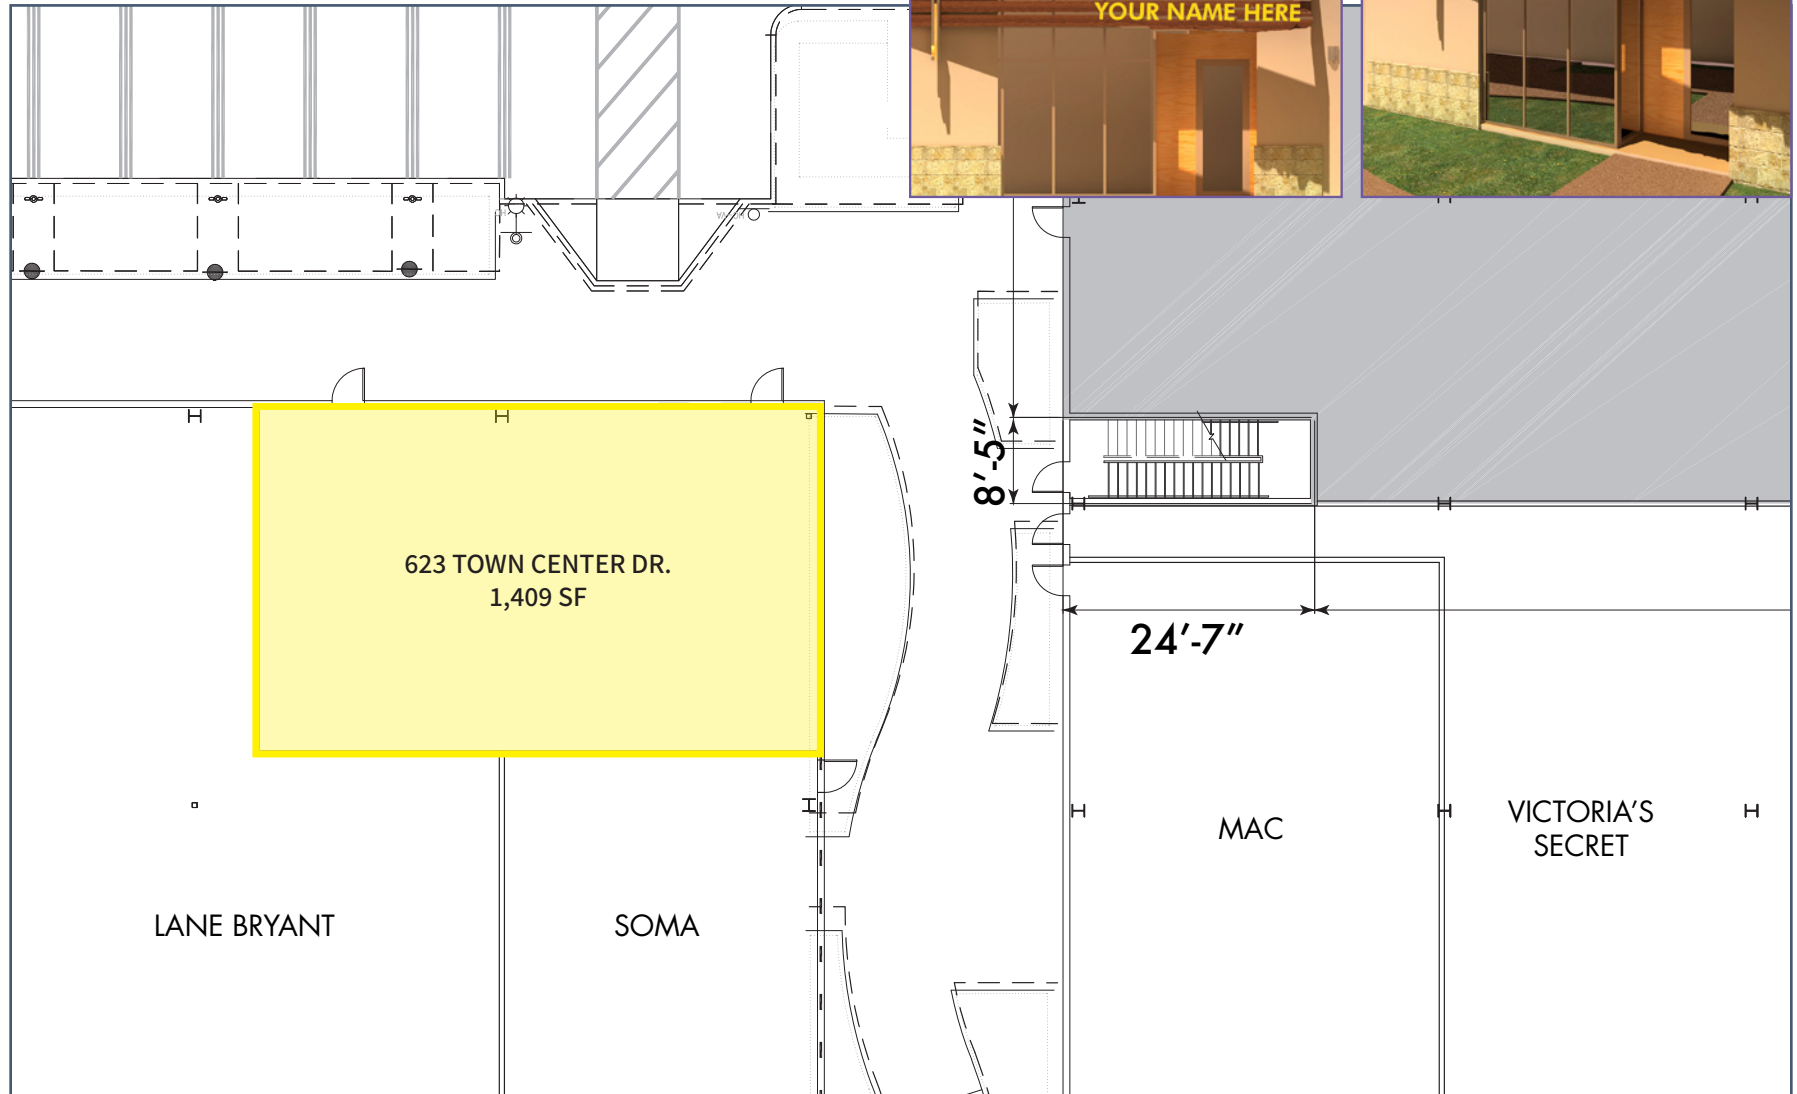 YOUR NAME HERE
8'-5"
623 TOWN CENTER DR.
1,409 SF
24'-7"
MAC
VICTORIA'S
SECRET
LANE BRYANT
SOMA